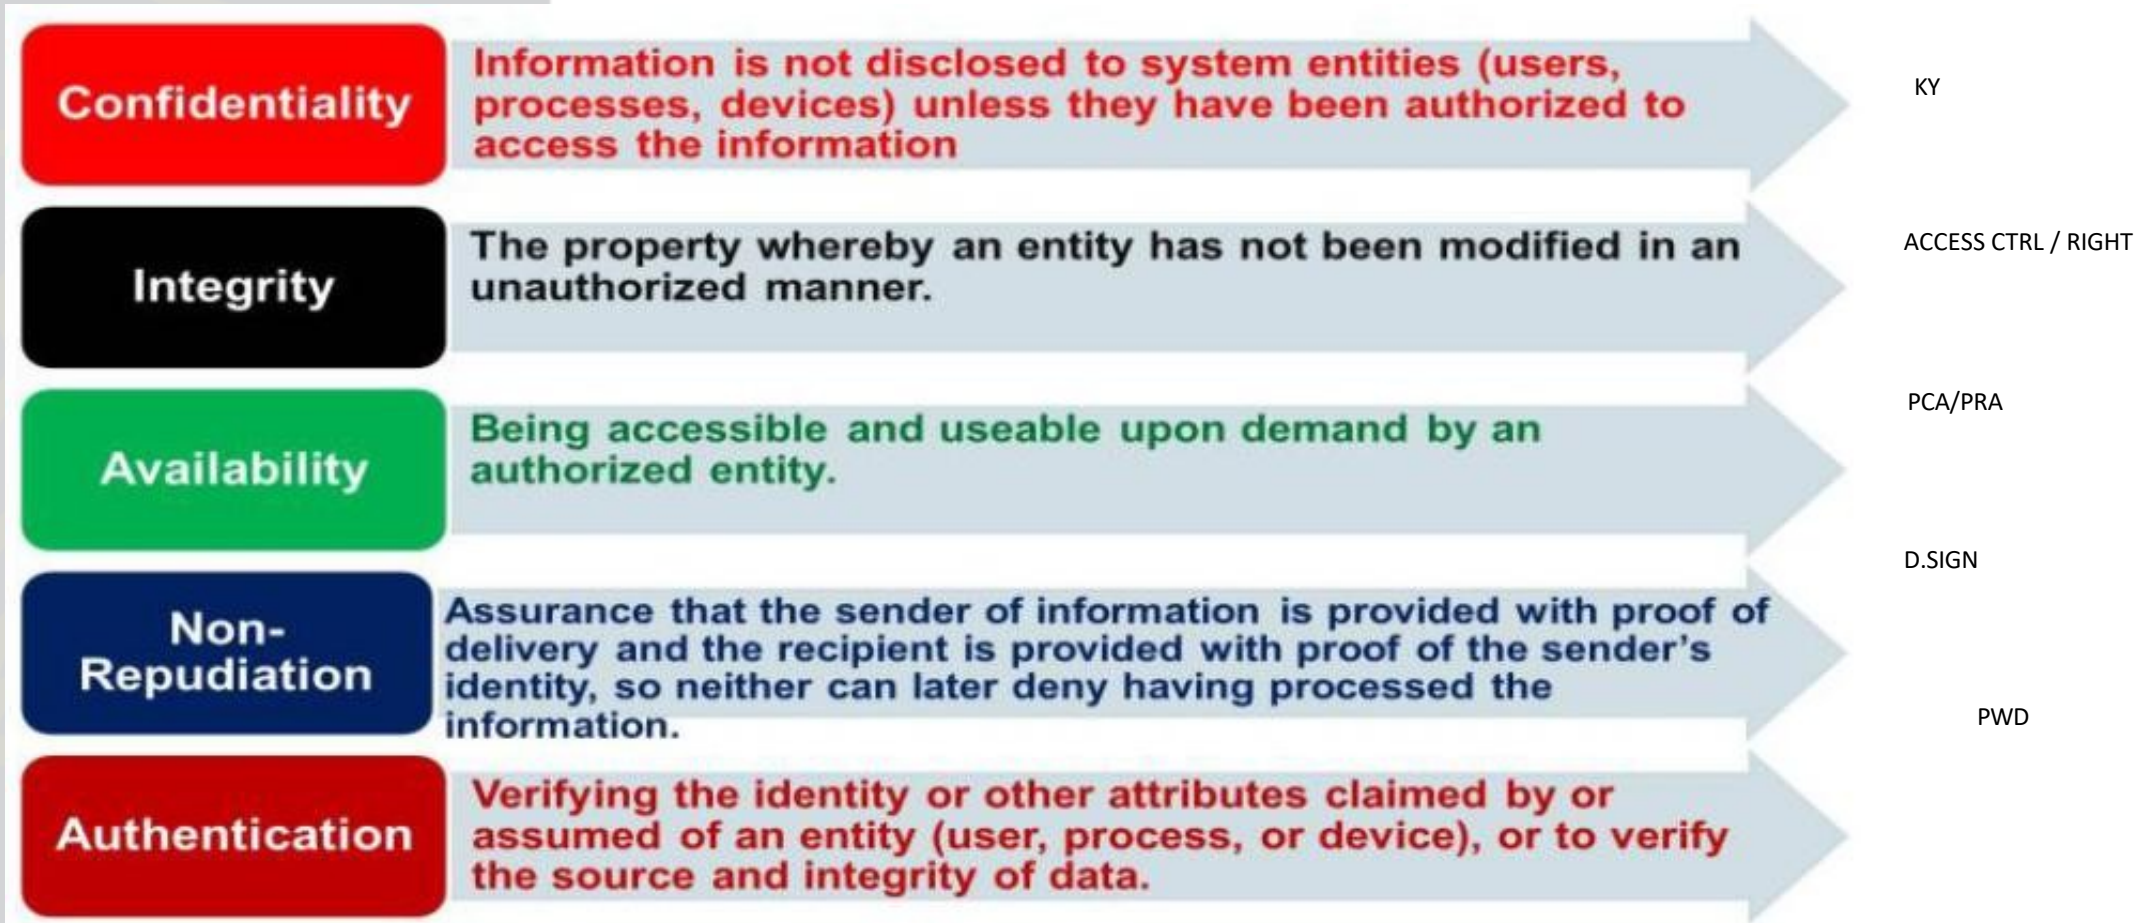 Confidentiality
Information is not disclosed to system entities (users,
processes, devices) unless they have been authorized to
access the information
KY
Integrity
The property whereby an entity has not been modified in an
unauthorized manner.
ACCESS CTRL / RIGHT
Availability
Being accessible and useable upon demand by an
authorized entity.
PCA/PRA
Non-
Repudiation
Assurance that the sender of information is provided with proof of
delivery and the recipient is provided with proof of the sender's
identity, so neither can later deny having processed the
information.
D.SIGN
Authentication
Verifying the identity or other attributes claimed by or
assumed of an entity (user, process, or device), or to verify
the source and integrity of data.
PWD